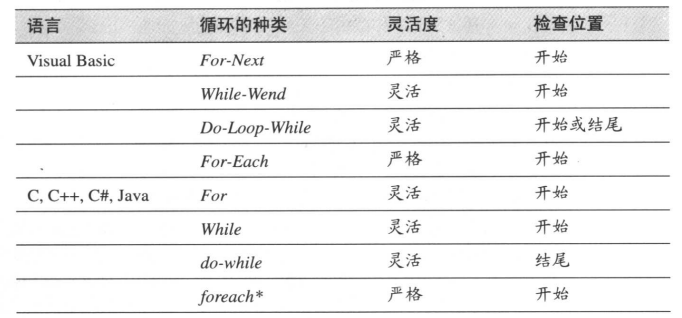 语言 循环的种类 灵活度 检查位置
Visual Basic For-Next 严格 开始
While-Wend 灵活 开始
Do-Loop-While 灵活 开始或结尾
For-Each 严格 开始
C, C++, C#, Java For 灵活 开始
While 灵活 开始
do-while 灵活 结尾
foreach* 严格 开始